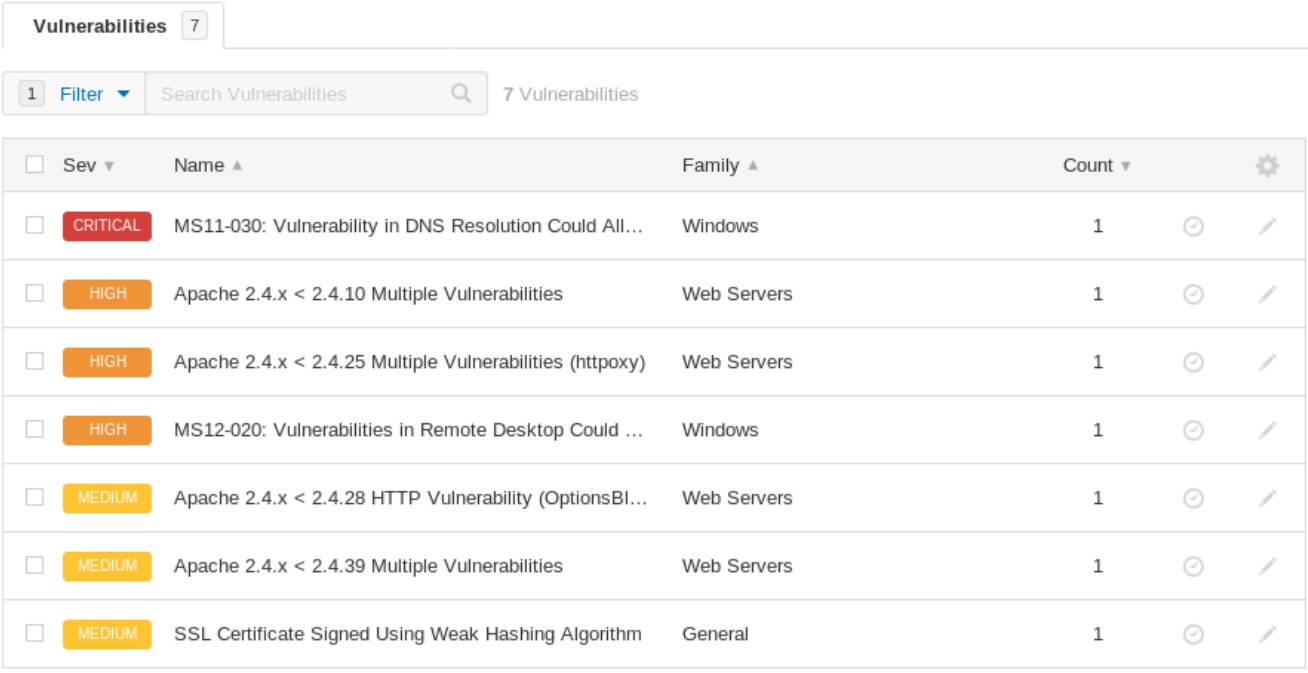 Vulnerabilities 7
1 Filter Search Vulnerabilities 7 Vulnerabilities
Sev Name Family Count
CRITICAL MS11-030: Vulnerability in DNS Resolution Could All... Windows 1
HIGH Apache 2.4.x < 2.4.10 Multiple Vulnerabilities Web Servers 1
HIGH Apache 2.4.x < 2.4.25 Multiple Vulnerabilities (httpoxy) Web Servers 1
HIGH MS12-020: Vulnerabilities in Remote Desktop Could ... Windows 1
MEDIUM Apache 2.4.x < 2.4.28 HTTP Vulnerability (OptionsBl... Web Servers 1
MEDIUM Apache 2.4.x < 2.4.39 Multiple Vulnerabilities Web Servers 1
MEDIUM SSL Certificate Signed Using Weak Hashing Algorithm General 1